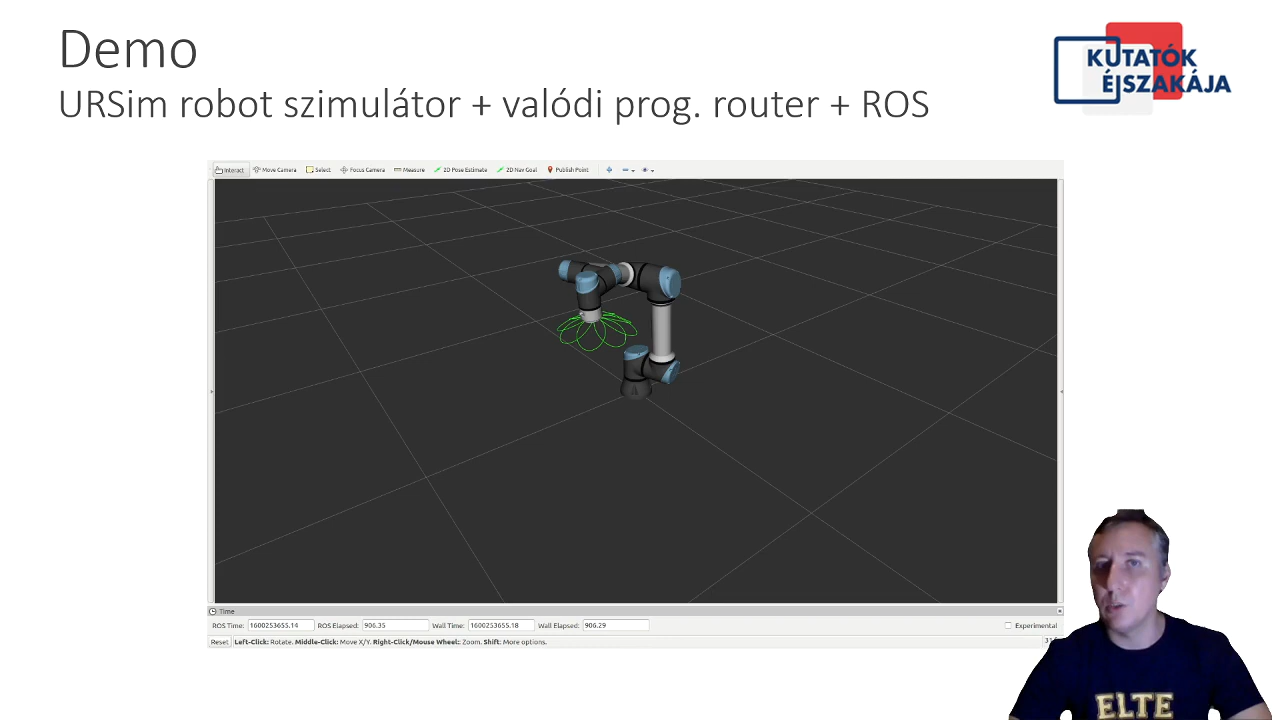 Demo
URSim robot szimulátor + valódi prog. router + ROS
KUTATÓK
ÉJSZAKÁJA
Interact Move Camera Select Focus Camera Measure 2D Pose Estimate 2D Nav Goal Publish Point
Time
ROS Time: 1600253655.14 ROS Elapsed: 906.35 Wall Time: 1600253655.18 Wall Elapsed: 906.29 Experimental
Reset Left-Click: Rotate. Middle-Click: Move X/Y. Right-Click/Mouse Wheel: Zoom. Shift: More options.
ELTE